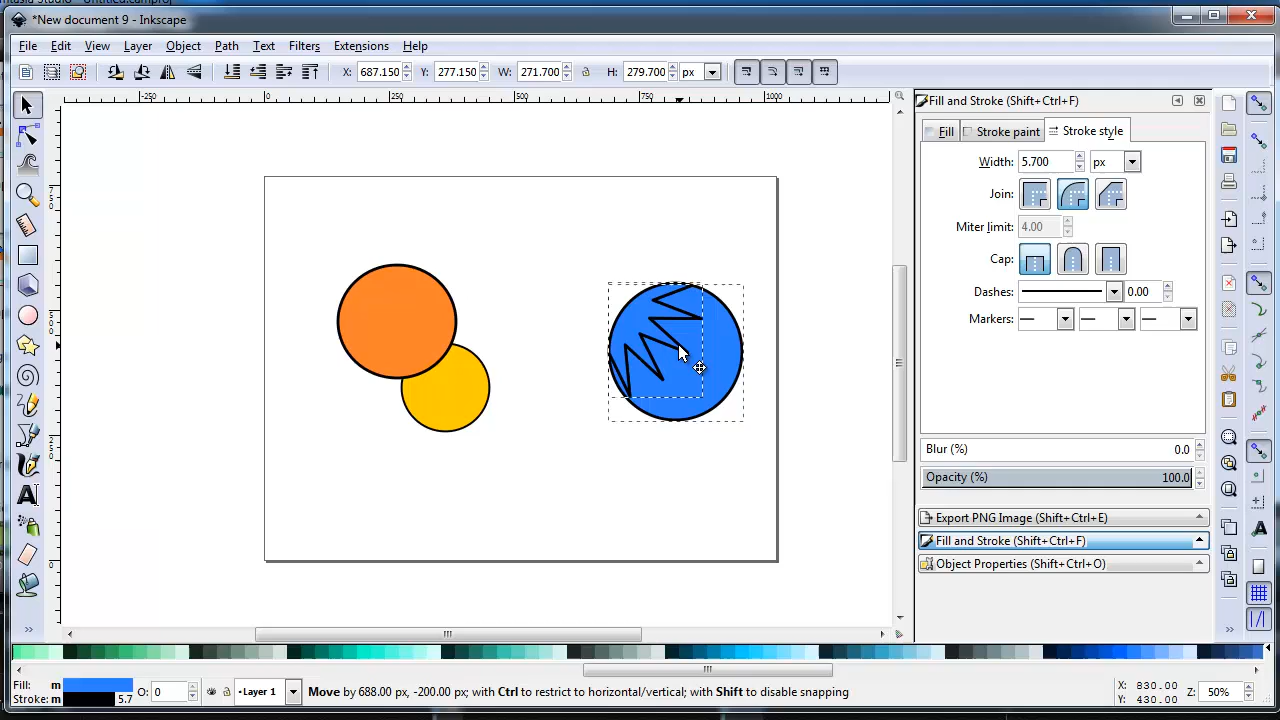 *New document 9 - Inkscape
File Edit View Layer Object Path Text Filters Extensions Help
X: 687.150 Y: 277.150 W: 271.700 H: 279.700 px
-250 0 250 500 750 1000
Fill and Stroke (Shift+Ctrl+F)
Fill Stroke paint Stroke style
Width: 5.700 px
Join:
Miter limit: 4.00
Cap:
Dashes: 0.00
Markers:
Blur (%) 0.0
Opacity (%) 100.0
Export PNG Image (Shift+Ctrl+E)
Fill and Stroke (Shift+Ctrl+F)
Object Properties (Shift+Ctrl+O)
Fill: m O: 0 •Layer 1 Move by 688.00 px, -200.00 px; with Ctrl to restrict to horizontal/vertical; with Shift to disable snapping X: 830.00 Z: 50%
Stroke: m 5.7 Y: 430.00